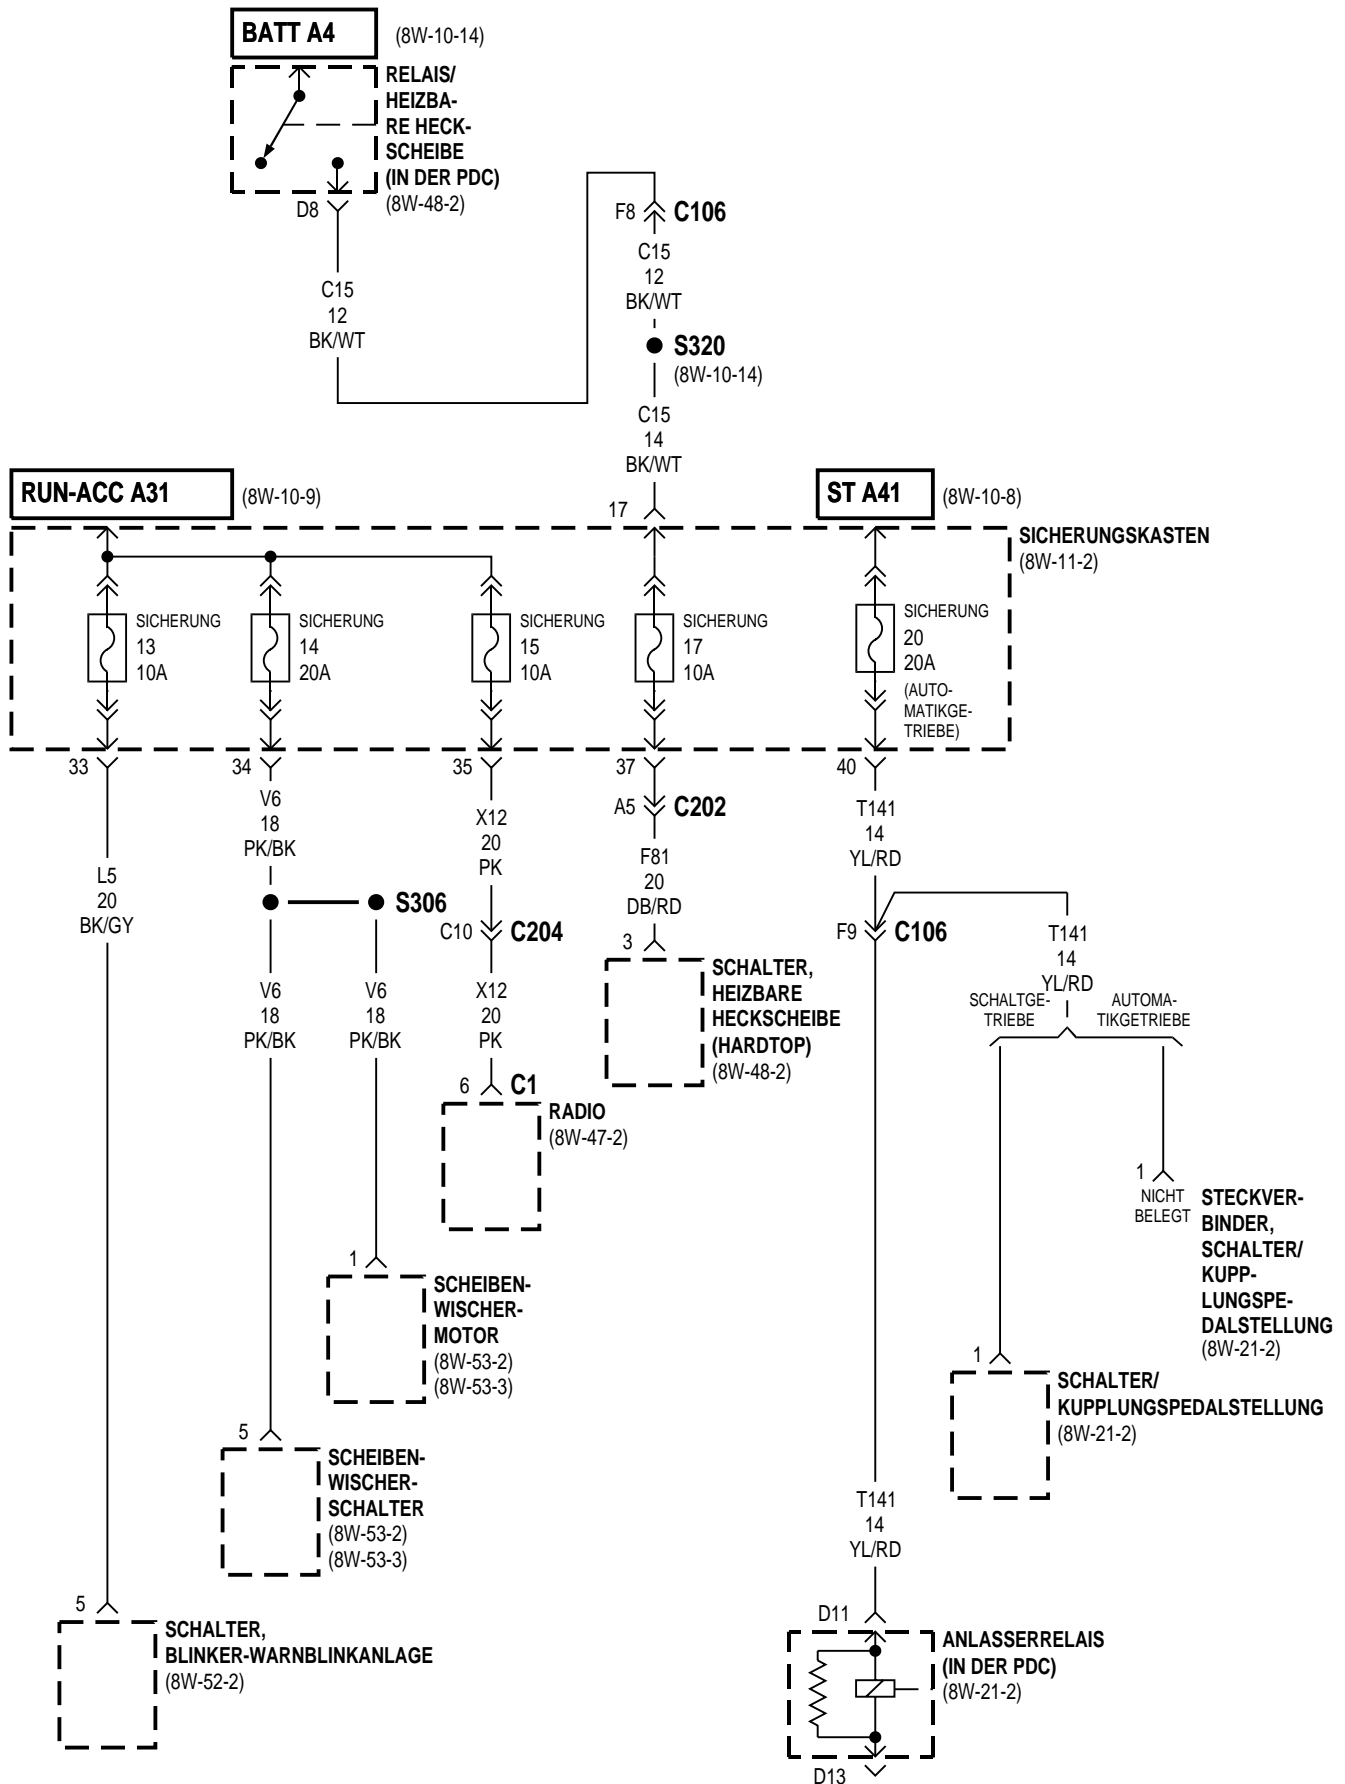 BATT A4
(8W-10-14)
RELAIS/
HEIZBA-
RE HECK-
SCHEIBE
(IN DER PDC)
(8W-48-2)
D8
C15
12
BK/WT
F8
C106
C15
12
BK/WT
S320
(8W-10-14)
C15
14
BK/WT
17
RUN-ACC A31
(8W-10-9)
ST A41
(8W-10-8)
SICHERUNGSKASTEN
(8W-11-2)
SICHERUNG
13
10A
SICHERUNG
14
20A
SICHERUNG
15
10A
SICHERUNG
17
10A
SICHERUNG
20
20A
(AUTO-
MATIKGE-
TRIEBE)
33
34
35
37
40
L5
20
BK/GY
V6
18
PK/BK
S306
V6
18
PK/BK
V6
18
PK/BK
X12
20
PK
C10
C204
X12
20
PK
6
C1
RADIO
(8W-47-2)
A5
C202
F81
20
DB/RD
3
SCHALTER,
HEIZBARE
HECKSCHEIBE
(HARDTOP)
(8W-48-2)
T141
14
YL/RD
F9
C106
T141
14
YL/RD
SCHALTGE-
TRIEBE
AUTOMA-
TIKGETRIEBE
1
NICHT
BELEGT
STECKVER-
BINDER,
SCHALTER/
KUPP-
LUNGSPE-
DALSTELLUNG
(8W-21-2)
1
SCHALTER/
KUPPLUNGSPEDALSTELLUNG
(8W-21-2)
1
SCHEIBEN-
WISCHER-
MOTOR
(8W-53-2)
(8W-53-3)
5
SCHEIBEN-
WISCHER-
SCHALTER
(8W-53-2)
(8W-53-3)
5
SCHALTER,
BLINKER-WARNBLINKANLAGE
(8W-52-2)
T141
14
YL/RD
D11
ANLASSERRELAIS
(IN DER PDC)
(8W-21-2)
D13